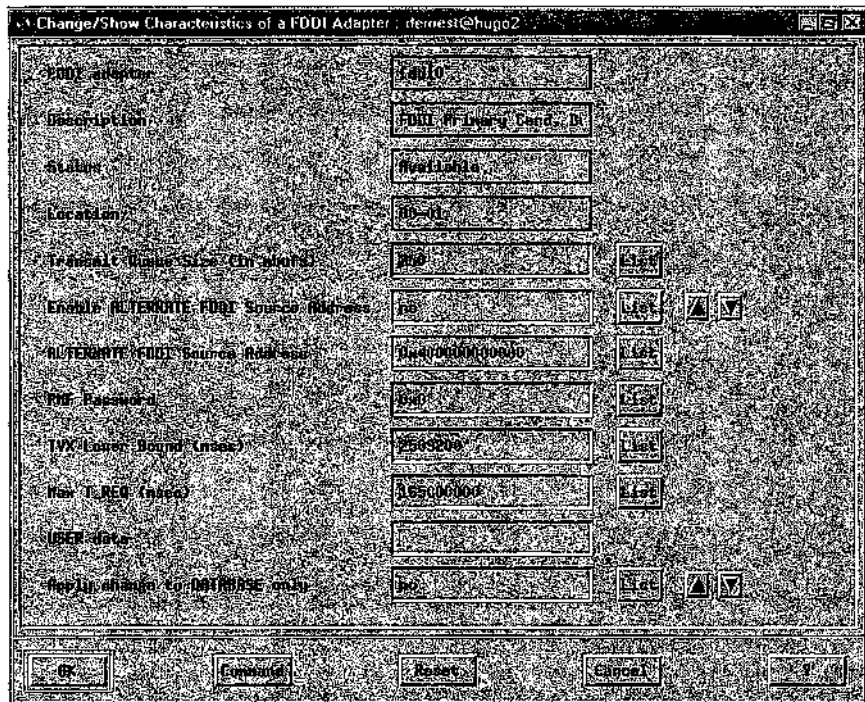 Change/Show Characteristics of a FDDI Adapter : dernest@hugo2
FDDI adapter fddi0
Description FDDI Primary Card, Du
Status Available
Location 00-01
Transmit Queue Size (in mbufs) 250 List
Enable ALTERNATE FDDI Source Address no List
ALTERNATE FDDI Source Address 0x400000000000 List
PMF Password 0x0 List
TVX Lower Bound (nsec) 2509200 List
Max T_REQ (nsec) 165000000 List
USER data
Apply change to DATABASE only no List
OK Command Reset Cancel ?